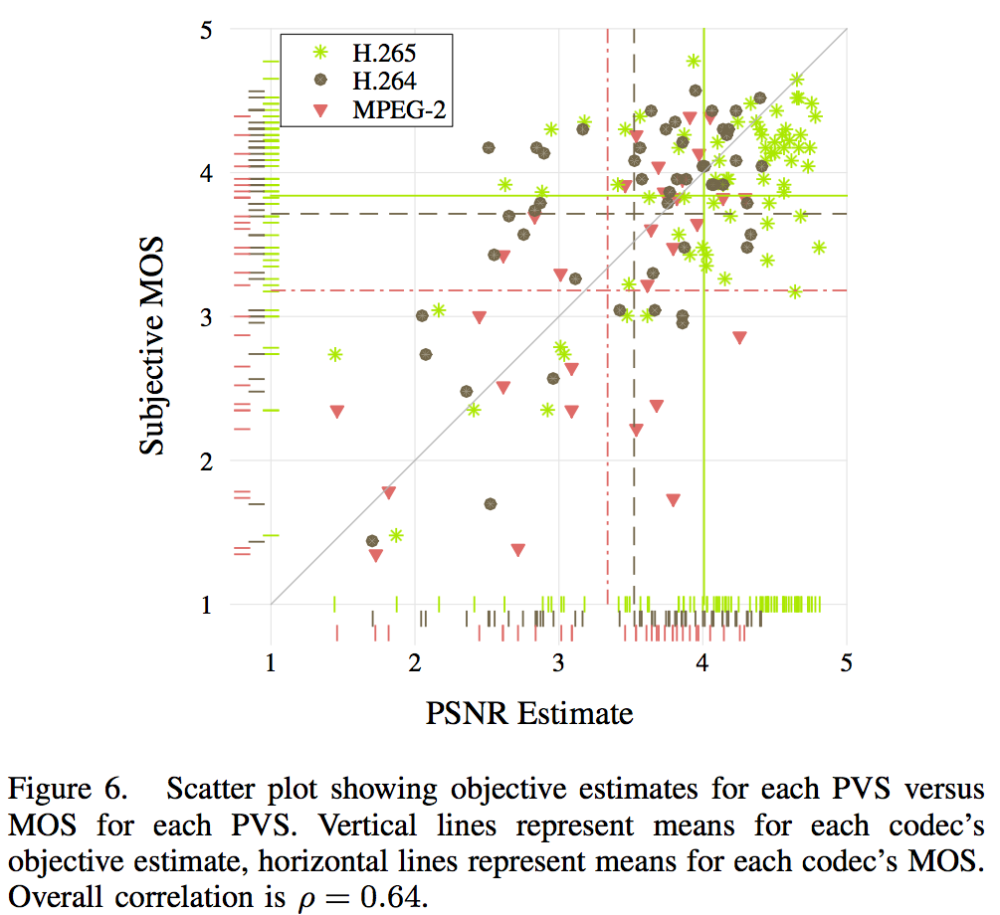 5
H.265
H.264
MPEG-2
4
3
2
1
Subjective MOS
1 2 3 4 5
PSNR Estimate
Figure 6. Scatter plot showing objective estimates for each PVS versus
MOS for each PVS. Vertical lines represent means for each codec's
objective estimate, horizontal lines represent means for each codec's MOS.
Overall correlation is ρ = 0.64.